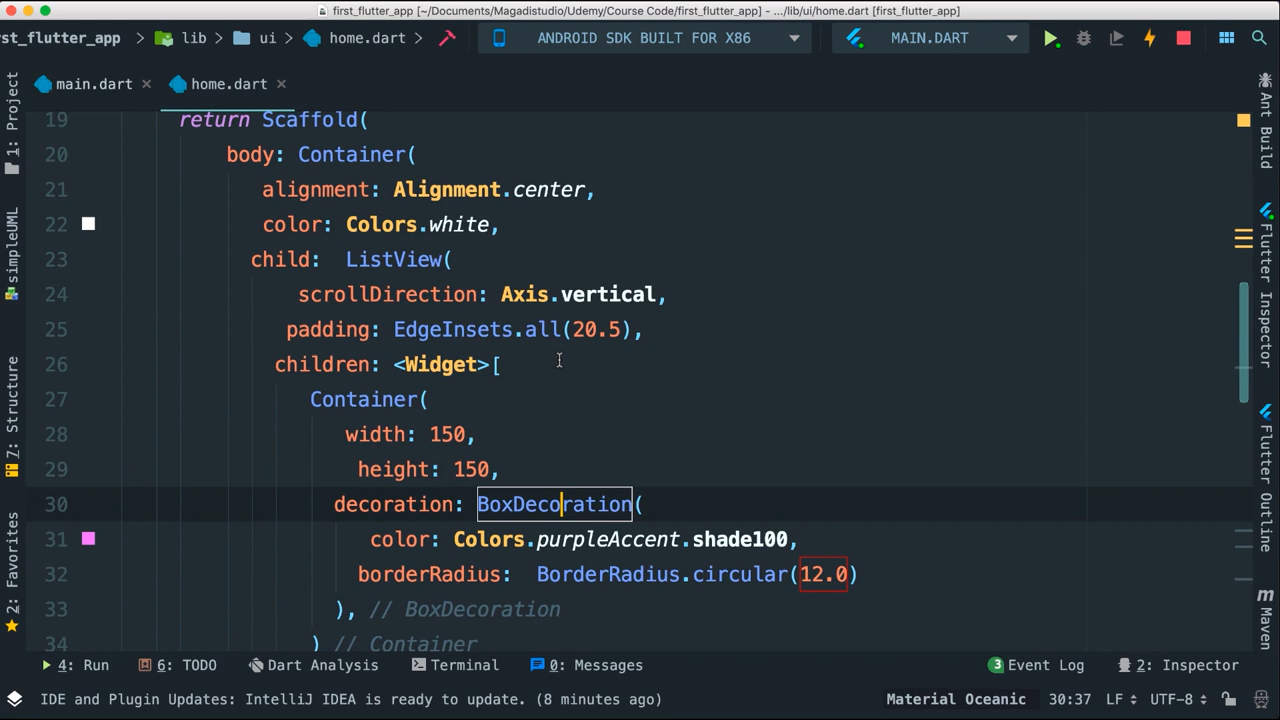 first_flutter_app [~/Documents/Magadistudio/Udemy/Course Code/first_flutter_app] - .../lib/ui/home.dart [first_flutter_app]
rst_flutter_app lib ui home.dart ANDROID SDK BUILT FOR X86 MAIN.DART
main.dart home.dart
1: Project
simpleUML
7: Structure
2: Favorites
19 return Scaffold(
20 body: Container(
21 alignment: Alignment.center,
22 color: Colors.white,
23 child: ListView(
24 scrollDirection: Axis.vertical,
25 padding: EdgeInsets.all(20.5),
26 children: <Widget>[
27 Container(
28 width: 150,
29 height: 150,
30 decoration: BoxDecoration(
31 color: Colors.purpleAccent.shade100,
32 borderRadius: BorderRadius.circular(12.0)
33 ), // BoxDecoration
34 ) // Container
Ant Build
Flutter Inspector
Flutter Outline
Maven
4: Run 6: TODO Dart Analysis Terminal 0: Messages 3 Event Log 2: Inspector
IDE and Plugin Updates: IntelliJ IDEA is ready to update. (8 minutes ago) Material Oceanic 30:37 LF UTF-8